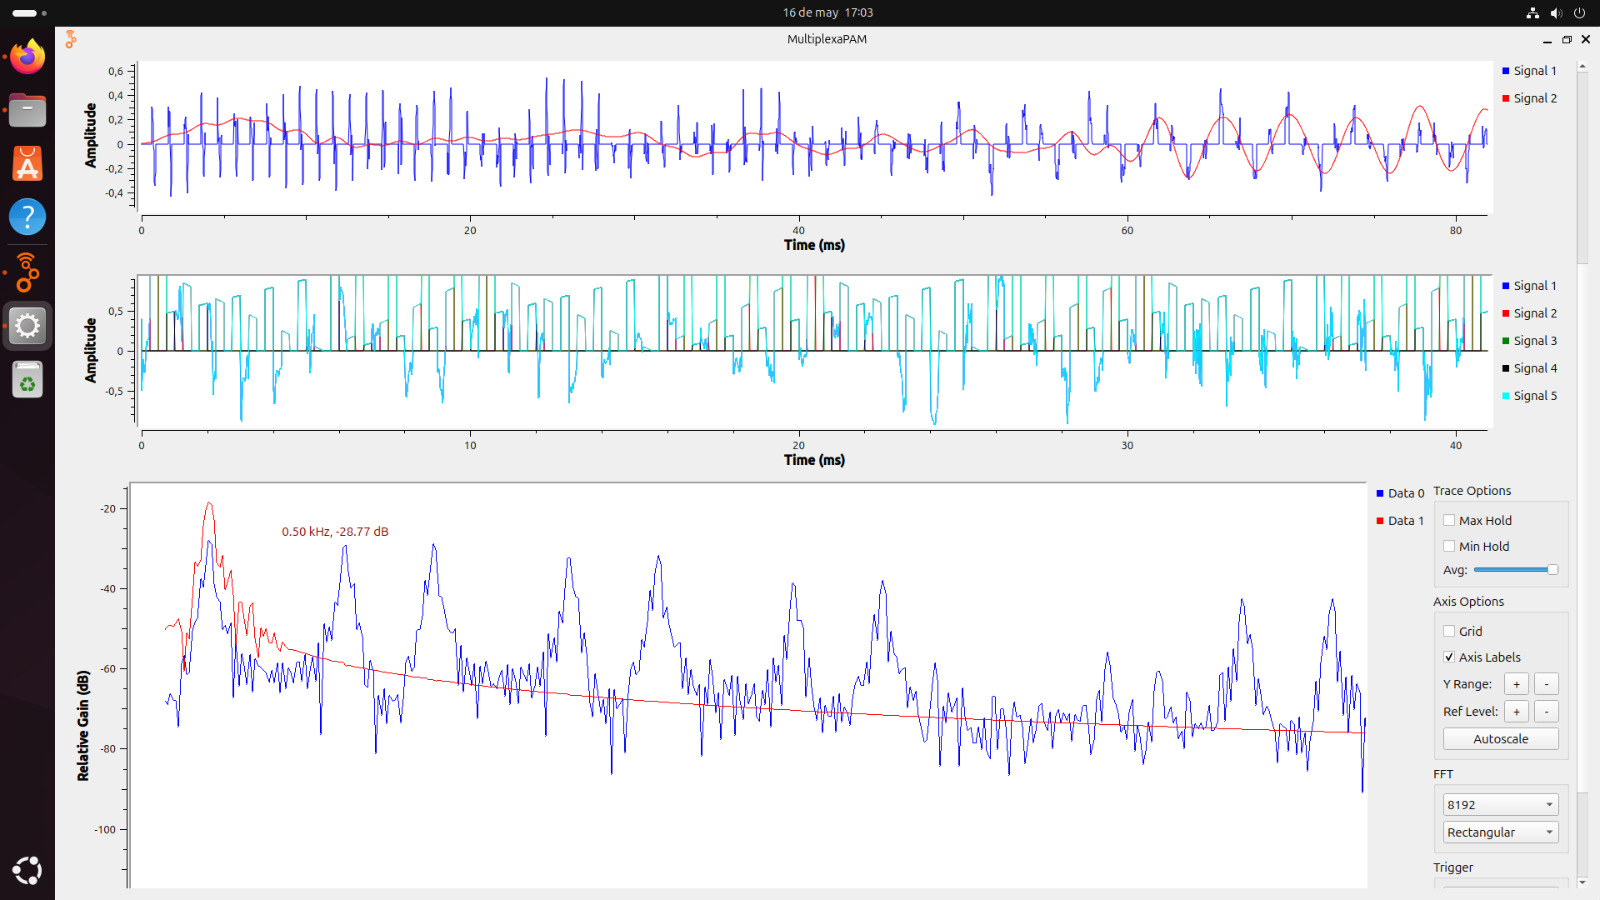 16 de may 17:03
MultiplexaPAM
0,6
0,4
0,2
0
-0,2
-0,4
Amplitude
0 20 40 60 80
Time (ms)
Signal 1
Signal 2
0,5
0
-0,5
Amplitude
0 10 20 30 40
Time (ms)
Signal 1
Signal 2
Signal 3
Signal 4
Signal 5
-20
-40
-60
-80
-100
Relative Gain (dB)
0.50 kHz, -28.77 dB
Data 0
Data 1
Trace Options
Max Hold
Min Hold
Avg:
Axis Options
Grid
Axis Labels
Y Range: + -
Ref Level: + -
Autoscale
FFT
8192
Rectangular
Trigger